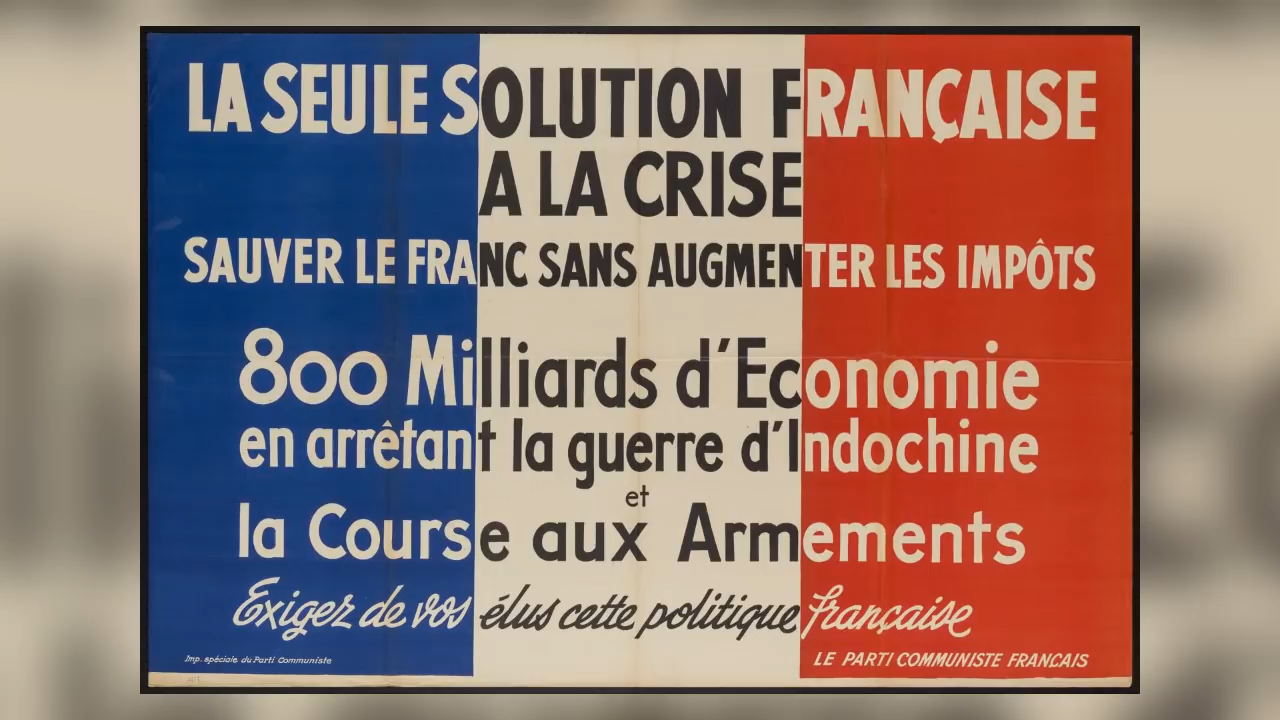 LA SEULE SOLUTION FRANÇAISE
A LA CRISE
SAUVER LE FRANC SANS AUGMENTER LES IMPÔTS
800 Milliards d'Economie
en arrêtant la guerre d'Indochine
et
la Course aux Armements
Exigez de vos élus cette politique française
Imp. spéciale du Parti Communiste
LE PARTI COMMUNISTE FRANCAIS